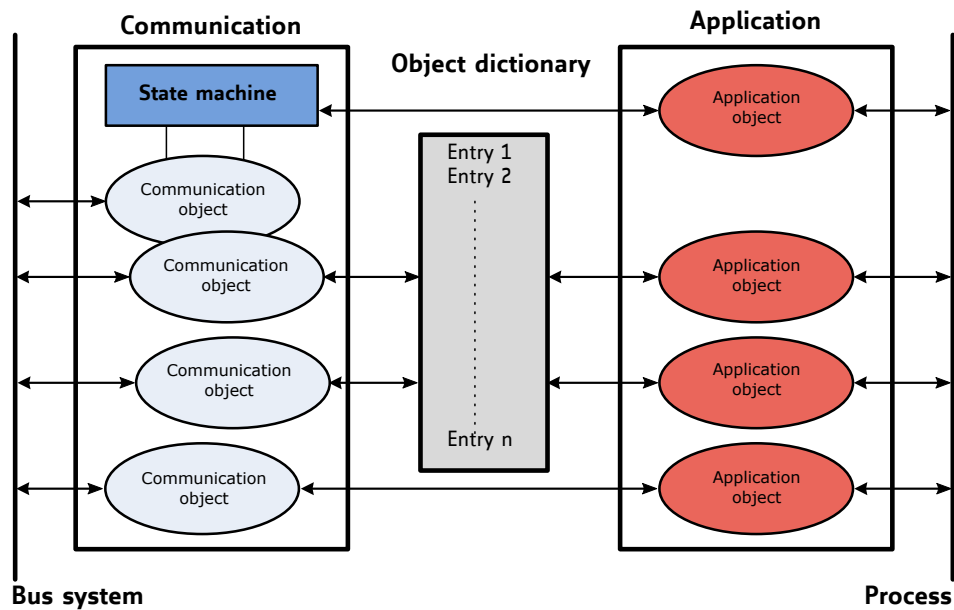 Communication
Application
Object dictionary
State machine
Application
object
Entry 1
Entry 2
Communication
object
Communication
object
Application
object
Communication
object
Application
object
Entry n
Communication
object
Application
object
Bus system
Process